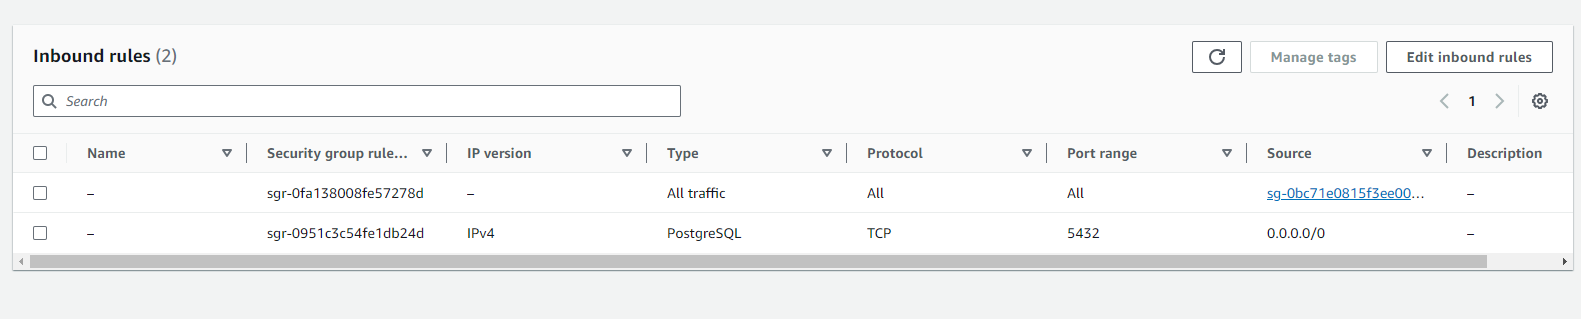 Inbound rules (2)
Manage tags
Edit inbound rules
Search
1
Name Security group rule... IP version Type Protocol Port range Source Description
– sgr-0fa138008fe57278d – All traffic All All sg-0bc71e0815f3ee00... –
– sgr-0951c3c54fe1db24d IPv4 PostgreSQL TCP 5432 0.0.0.0/0 –